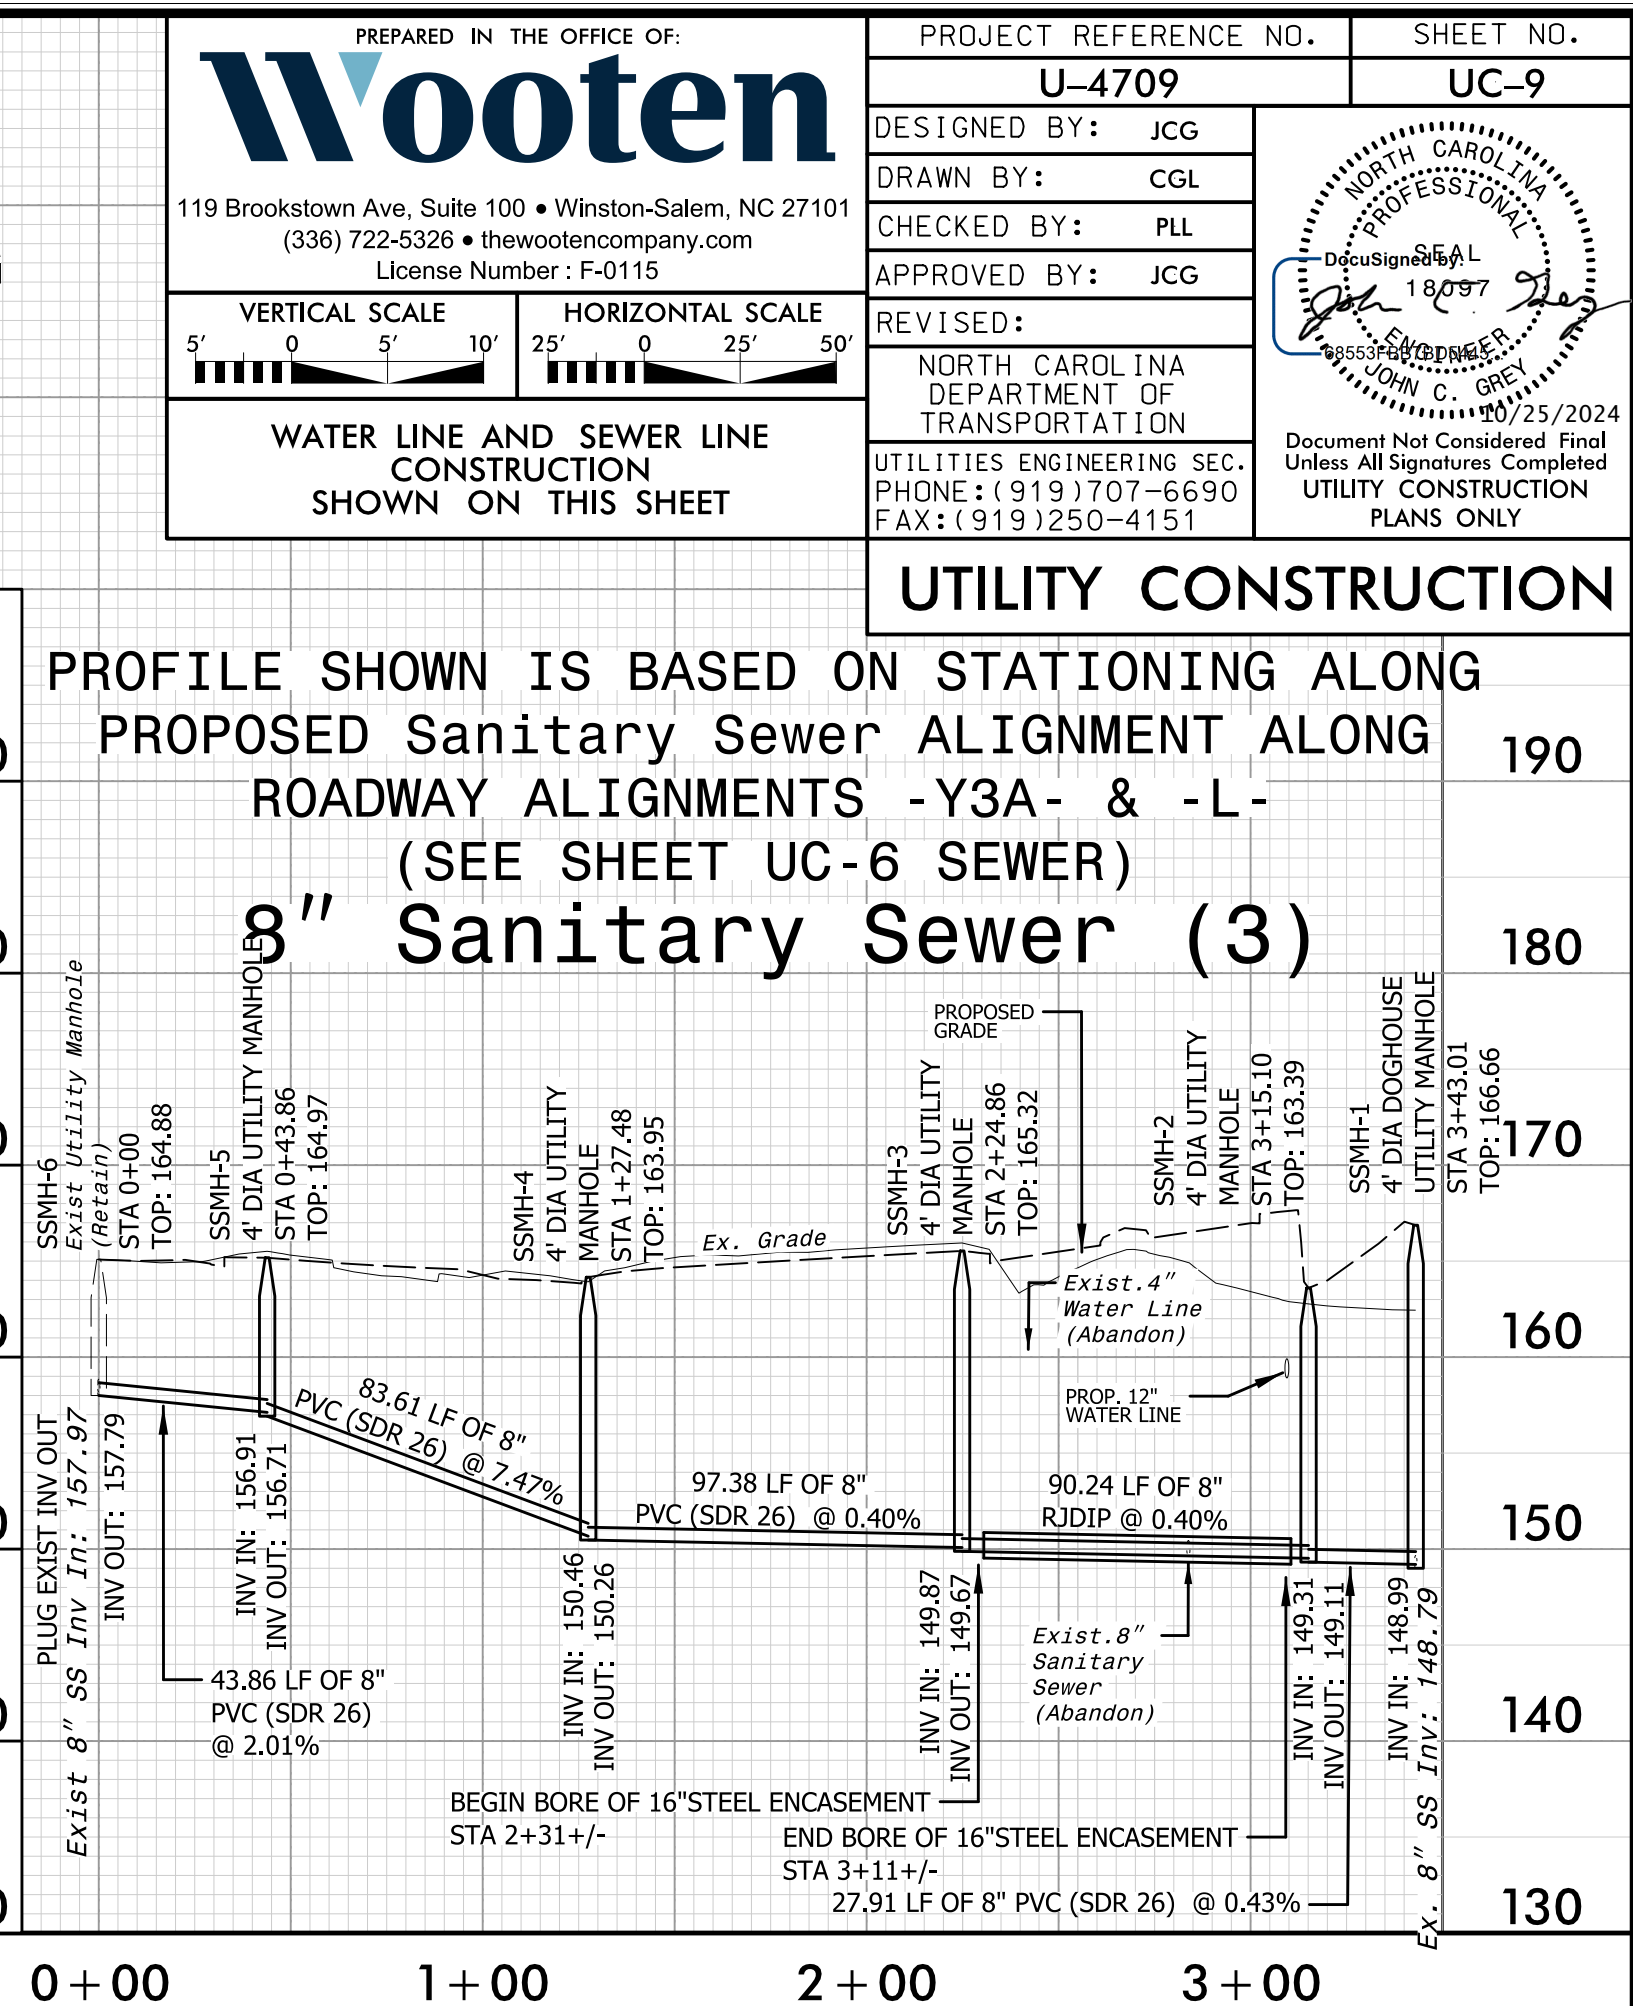 PREPARED IN THE OFFICE OF:
Wooten
119 Brookstown Ave, Suite 100 • Winston-Salem, NC 27101
(336) 722-5326 • thewootencompany.com
License Number : F-0115
VERTICAL SCALE
5' 0 5' 10'
HORIZONTAL SCALE
25' 0 25' 50'
WATER LINE AND SEWER LINE
CONSTRUCTION
SHOWN ON THIS SHEET
PROJECT REFERENCE NO.
SHEET NO.
U-4709
UC-9
DESIGNED BY: JCG
DRAWN BY: CGL
CHECKED BY: PLL
APPROVED BY: JCG
REVISED:
NORTH CAROLINA
DEPARTMENT OF
TRANSPORTATION
UTILITIES ENGINEERING SEC.
PHONE:(919)707-6690
FAX:(919)250-4151
NORTH CAROLINA
PROFESSIONAL
SEAL
DocuSigned by:
18097
ENGINEER
JOHN C. GREY
10/25/2024
Document Not Considered Final
Unless All Signatures Completed
UTILITY CONSTRUCTION
PLANS ONLY
UTILITY CONSTRUCTION
PROFILE SHOWN IS BASED ON STATIONING ALONG
PROPOSED Sanitary Sewer ALIGNMENT ALONG
ROADWAY ALIGNMENTS -Y3A- & -L-
(SEE SHEET UC-6 SEWER)
8" Sanitary Sewer (3)
190
180
170
160
150
140
130
SSMH-6
Exist Utility Manhole
(Retain)
STA 0+00
TOP: 164.88
SSMH-5
4' DIA UTILITY MANHOLE
STA 0+43.86
TOP: 164.97
SSMH-4
4' DIA UTILITY
MANHOLE
STA 1+27.48
TOP: 163.95
SSMH-3
4' DIA UTILITY
MANHOLE
STA 2+24.86
TOP: 165.32
PROPOSED
GRADE
SSMH-2
4' DIA UTILITY
MANHOLE
STA 3+15.10
TOP: 163.39
SSMH-1
4' DIA DOGHOUSE
UTILITY MANHOLE
STA 3+43.01
TOP: 166.66
Ex. Grade
Exist.4"
Water Line
(Abandon)
PROP. 12"
WATER LINE
83.61 LF OF 8"
PVC (SDR 26) @ 7.47%
97.38 LF OF 8"
PVC (SDR 26) @ 0.40%
90.24 LF OF 8"
RJDIP @ 0.40%
PLUG EXIST INV OUT
Exist 8" SS Inv In: 157.97
INV OUT: 157.79
INV IN: 156.91
INV OUT: 156.71
INV IN: 150.46
INV OUT: 150.26
INV IN: 149.87
INV OUT: 149.67
INV IN: 149.31
INV OUT: 149.11
INV IN: 148.99
Ex. 8" SS Inv: 148.79
43.86 LF OF 8"
PVC (SDR 26)
@ 2.01%
Exist.8"
Sanitary
Sewer
(Abandon)
BEGIN BORE OF 16"STEEL ENCASEMENT
STA 2+31+/-
END BORE OF 16"STEEL ENCASEMENT
STA 3+11+/-
27.91 LF OF 8" PVC (SDR 26) @ 0.43%
0+00 1+00 2+00 3+00